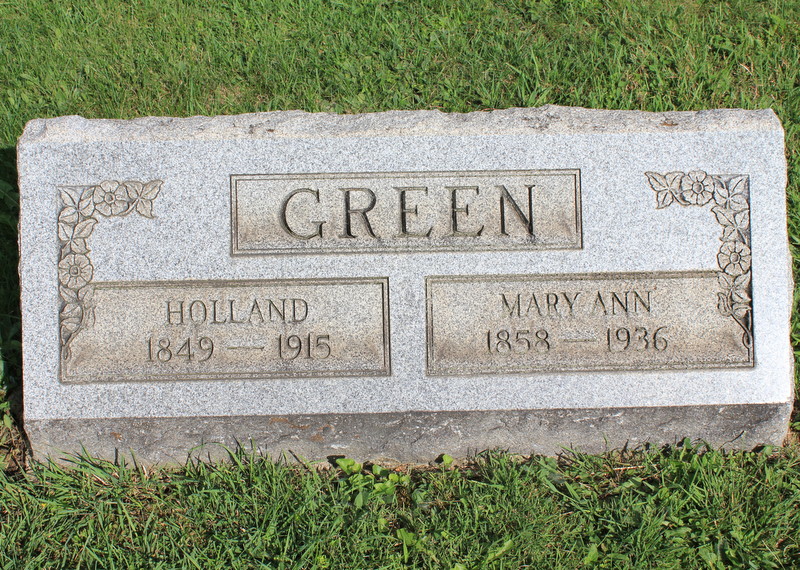 GREEN
HOLLAND
1849 — 1915
MARY ANN
1858 — 1936